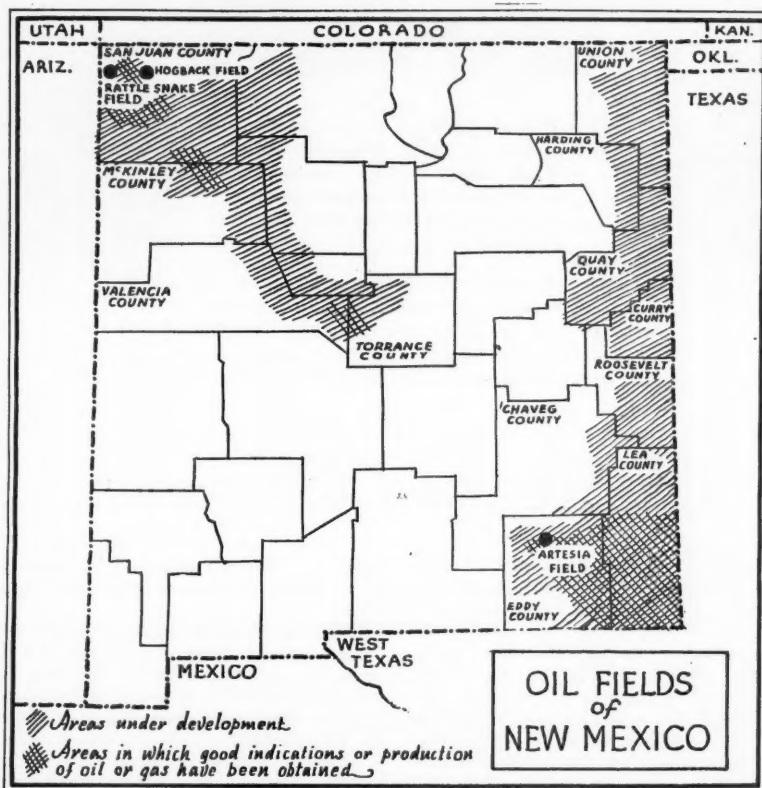 UTAH
COLORADO
KAN.
ARIZ.
SAN JUAN COUNTY
HOGBACK FIELD
RATTLE SNAKE
FIELD
UNION
COUNTY
OKL.
TEXAS
HARDING
COUNTY
McKINLEY
COUNTY
QUAY
COUNTY
VALENCIA
COUNTY
CURRY
COUNTY
TORRANCE
COUNTY
ROOSEVELT
COUNTY
CHAVEG
COUNTY
LEA
COUNTY
ARTESIA
FIELD
EDDY
COUNTY
WEST
TEXAS
MEXICO
OIL FIELDS
of
NEW MEXICO
Areas under development
Areas in which good indications or production
of oil or gas have been obtained